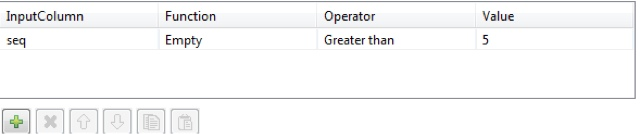 InputColumn Function Operator Value
seq Empty Greater than 5